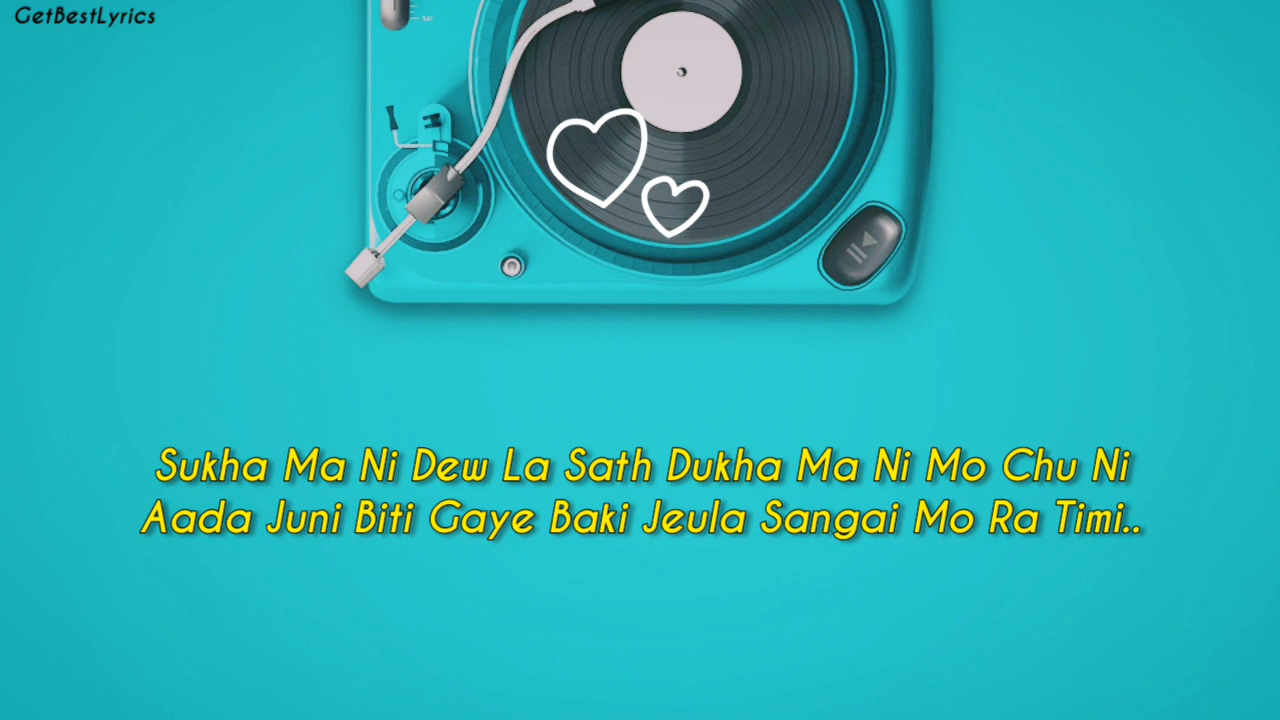 GetBestLyrics
Sukha Ma Ni Dew La Sath Dukha Ma Ni Mo Chu Ni
Aada Juni Biti Gaye Baki Jeula Sangai Mo Ra Timi..